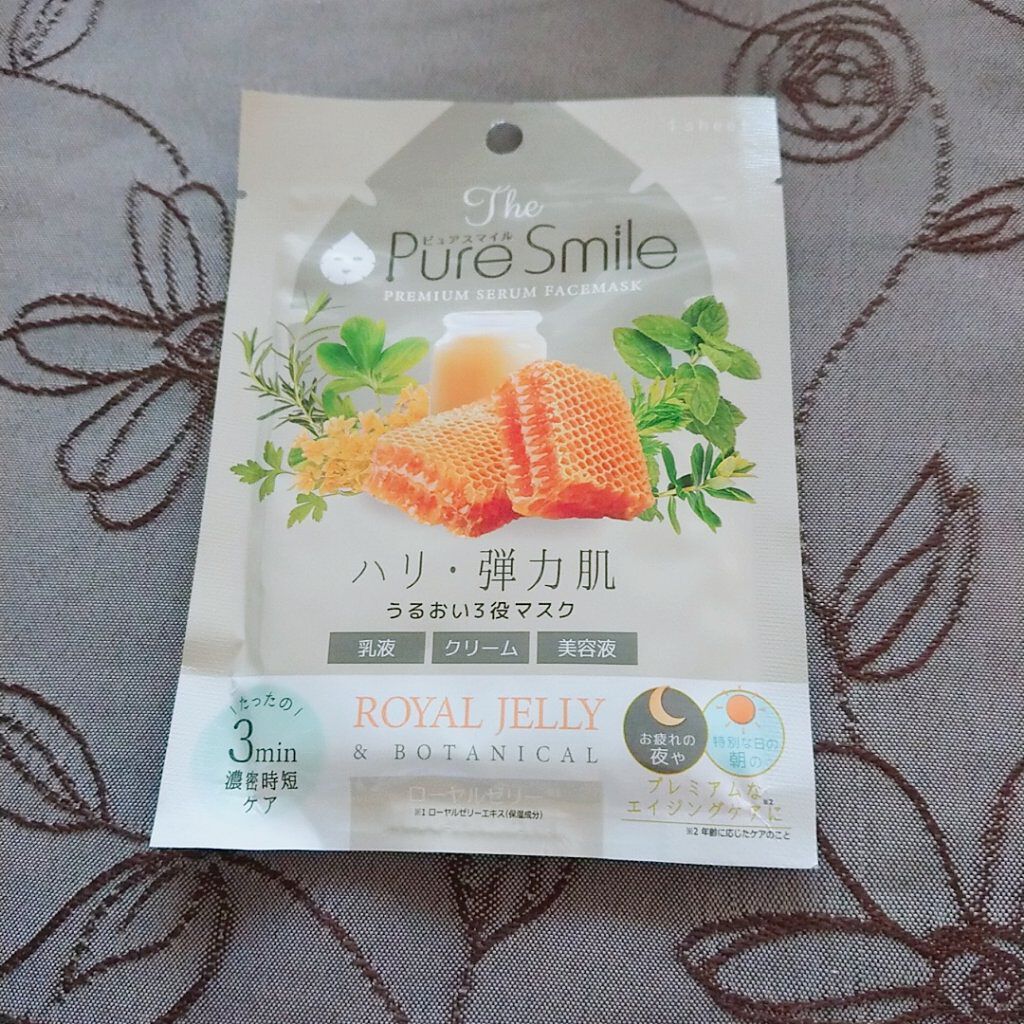 1 sheet
The
ピュアスマイル
Pure Smile
PREMIUM SERUM FACEMASK
ハリ・弾力肌
うるおい3役マスク
乳液 クリーム 美容液
たったの
3min
濃密時短
ケア
ROYAL JELLY
& BOTANICAL
ローヤルゼリー
※1 ローヤルゼリーエキス(保湿成分)
お疲れの
夜や
特別な日の
朝の
プレミアムな
エイジングケアに※2
※2 年齢に応じたケアのこと